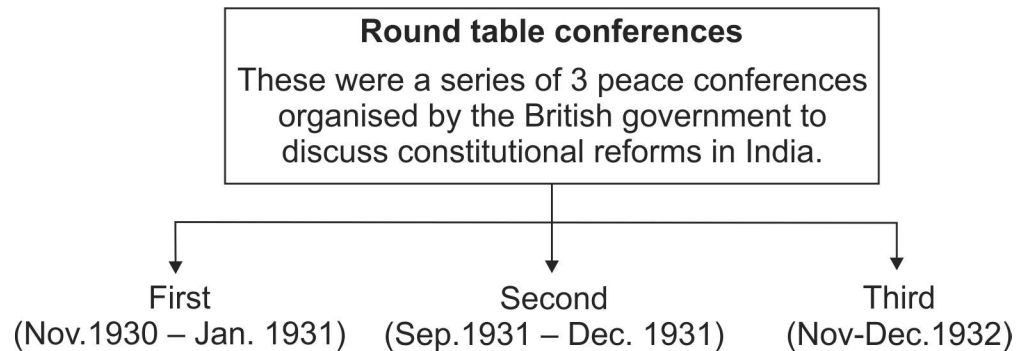 Round table conferences
These were a series of 3 peace conferences
organised by the British government to
discuss constitutional reforms in India.
First
(Nov.1930 – Jan. 1931)
Second
(Sep.1931 – Dec. 1931)
Third
(Nov-Dec.1932)